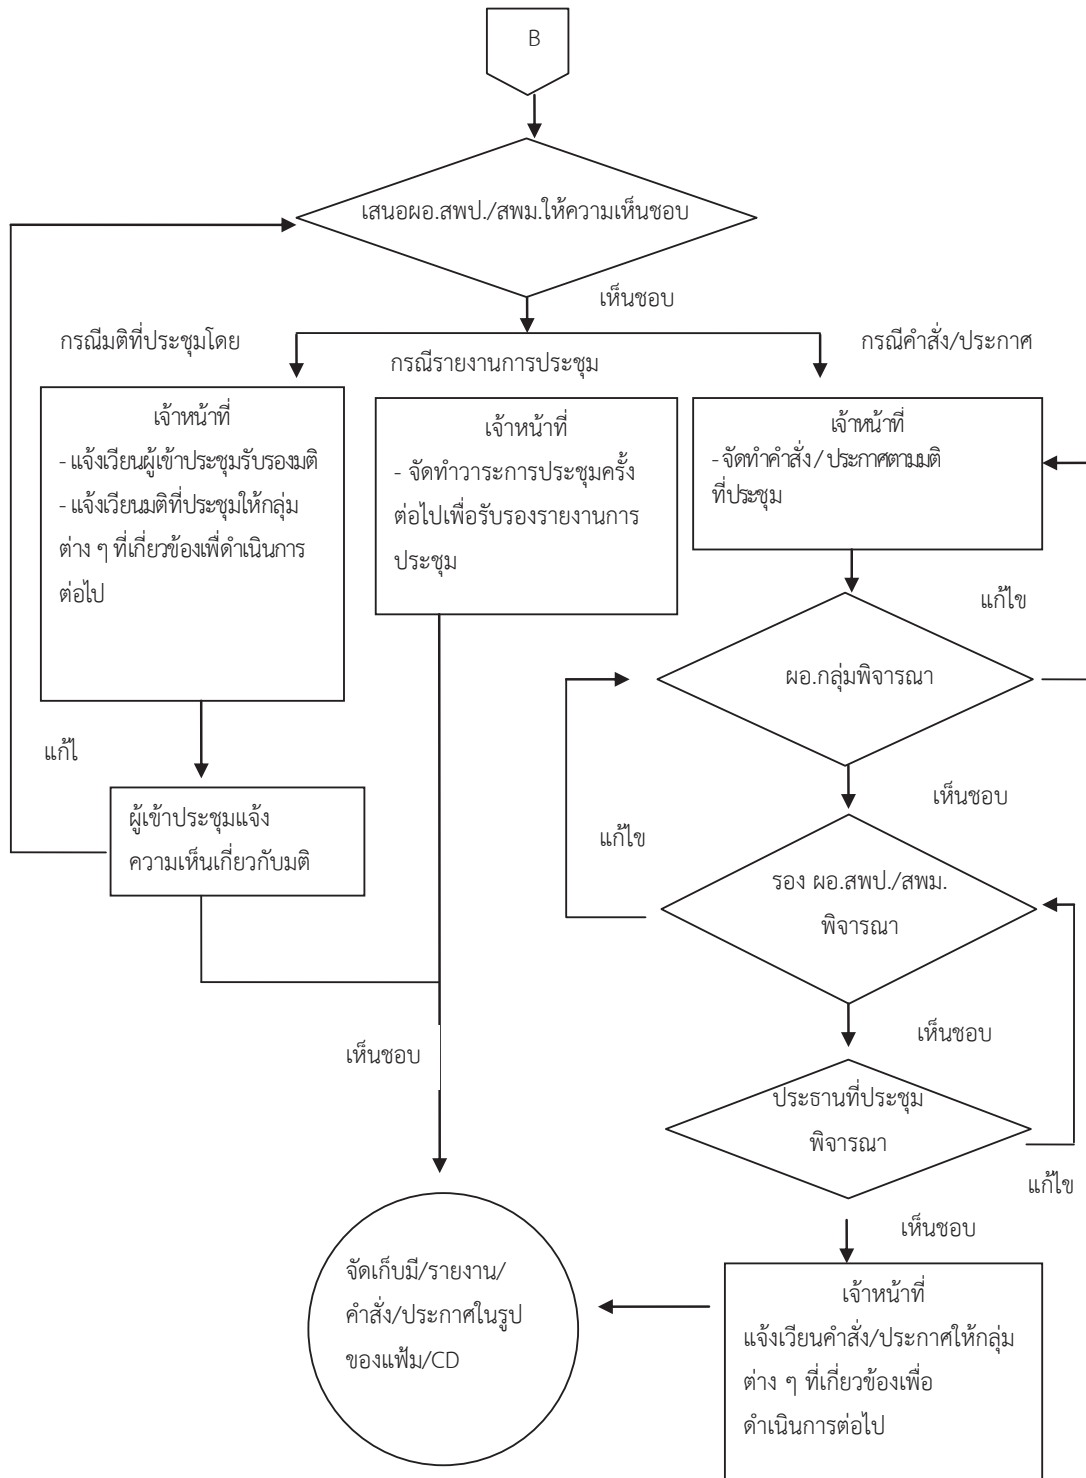 B
เสนอผอ.สพป./สพม.ให้ความเห็นชอบ
เห็นชอบ
กรณีมติที่ประชุมโดย
กรณีรายงานการประชุม
กรณีคำสั่ง/ประกาศ
เจ้าหน้าที่
- แจ้งเวียนผู้เข้าประชุมรับรองมติ
- แจ้งเวียนมติที่ประชุมให้กลุ่ม
ต่าง ๆ ที่เกี่ยวข้องเพื่ดำเนินการ
ต่อไป
เจ้าหน้าที่
- จัดทำวาระการประชุมครั้ง
ต่อไปเพื่อรับรองรายงานการ
ประชุม
เจ้าหน้าที่
- จัดทำคำสั่ง / ประกาศตามมติ
ที่ประชุม
แก้ไข
ผอ.กลุ่มพิจารณา
แก้ไ
เห็นชอบ
ผู้เข้าประชุมแจ้ง
ความเห็นเกี่ยวกับมติ
แก้ไข
รอง ผอ.สพป./สพม.
พิจารณา
เห็นชอบ
เห็นชอบ
ประธานที่ประชุม
พิจารณา
แก้ไข
เห็นชอบ
จัดเก็บมี/รายงาน/
คำสั่ง/ประกาศในรูป
ของแฟ้ม/CD
เจ้าหน้าที่
แจ้งเวียนคำสั่ง/ประกาศให้กลุ่ม
ต่าง ๆ ที่เกี่ยวข้องเพื่อ
ดำเนินการต่อไป